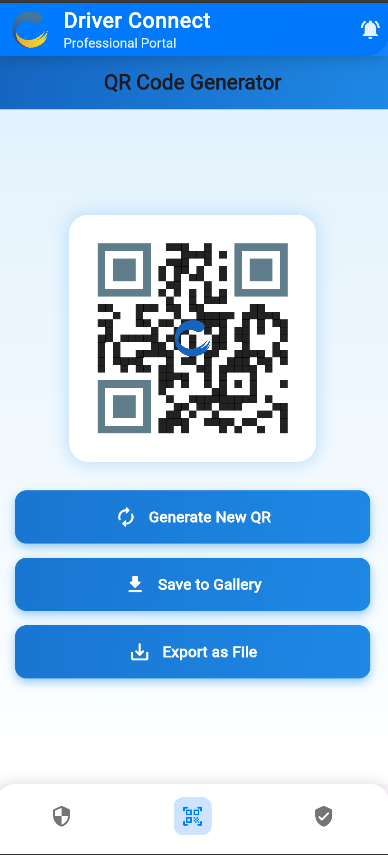 Driver Connect
Professional Portal
QR Code Generator
Generate New QR
Save to Gallery
Export as File